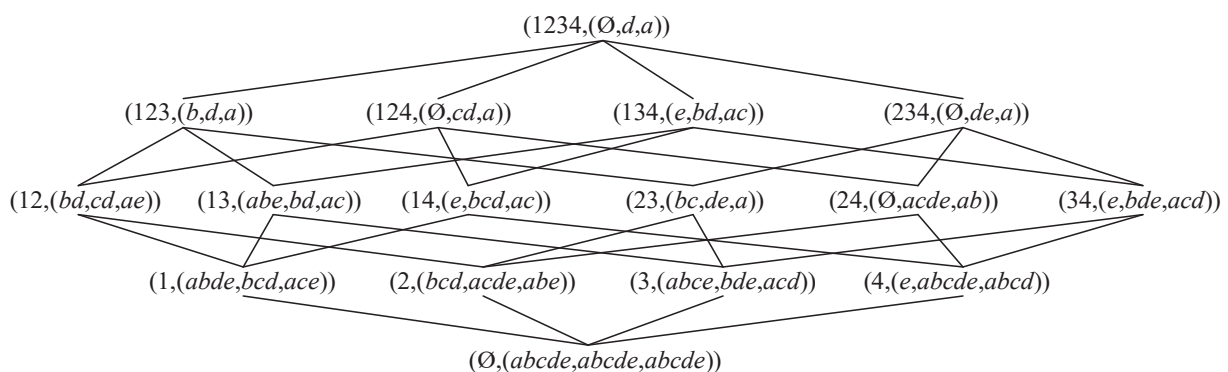 (1234,(Ø,d,a))
(123,(b,d,a)) (124,(Ø,cd,a)) (134,(e,bd,ac)) (234,(Ø,de,a))
(12,(bd,cd,ae)) (13,(abe,bd,ac)) (14,(e,bcd,ac)) (23,(bc,de,a)) (24,(Ø,acde,ab)) (34,(e,bde,acd))
(1,(abde,bcd,ace)) (2,(bcd,acde,abe)) (3,(abce,bde,acd)) (4,(e,abcde,abcd))
(Ø,(abcde,abcde,abcde))